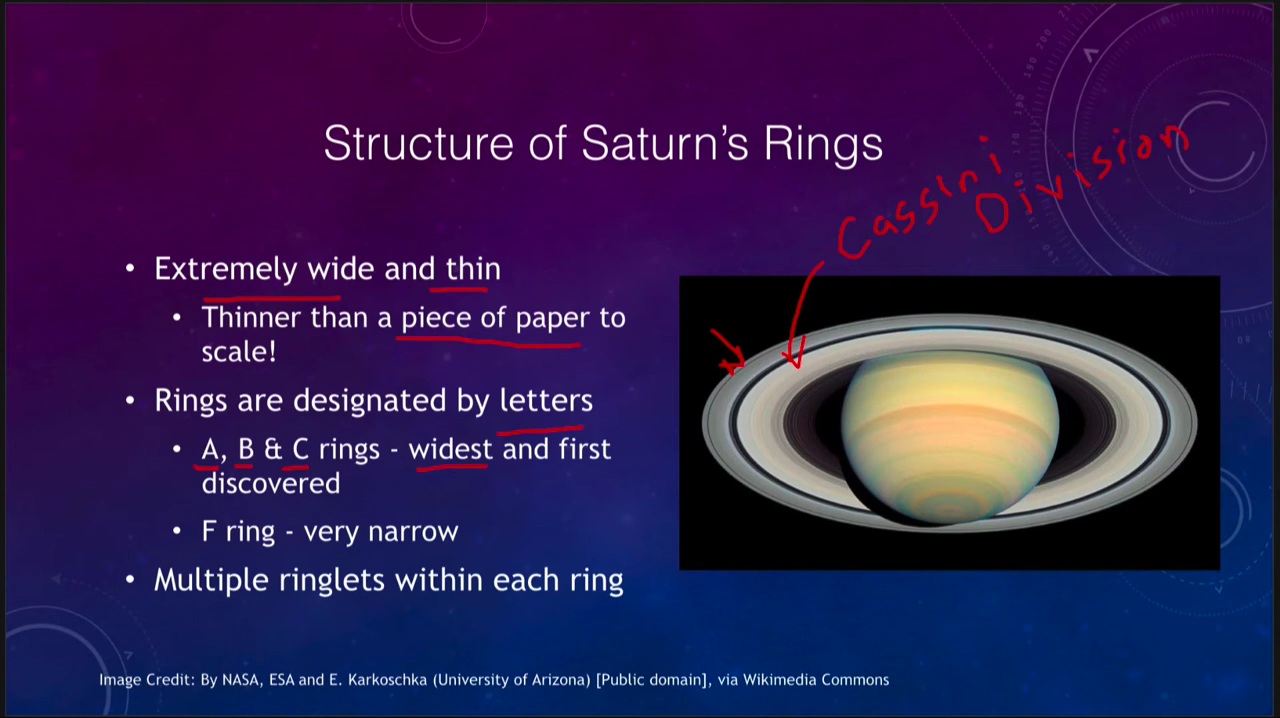 Structure of Saturn's Rings
Cassini
Division
• Extremely wide and thin
• Thinner than a piece of paper to
scale!
• Rings are designated by letters
• A, B & C rings - widest and first
discovered
• F ring - very narrow
• Multiple ringlets within each ring
Image Credit: By NASA, ESA and E. Karkoschka (University of Arizona) [Public domain], via Wikimedia Commons